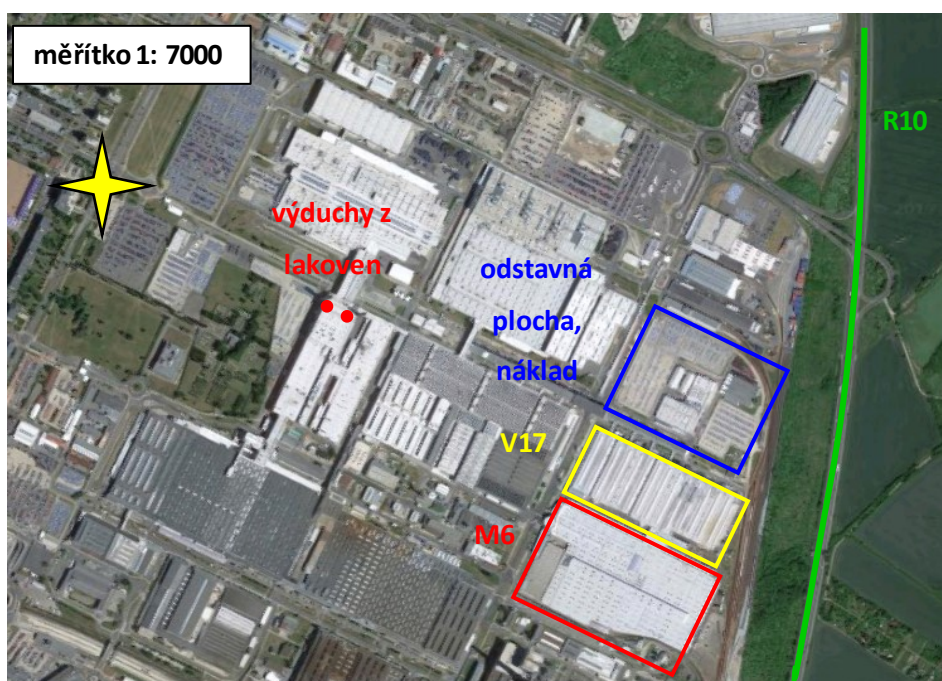 měřítko 1: 7000
R10
výduchy z
lakoven
odstavná
plocha,
náklad
V17
M6